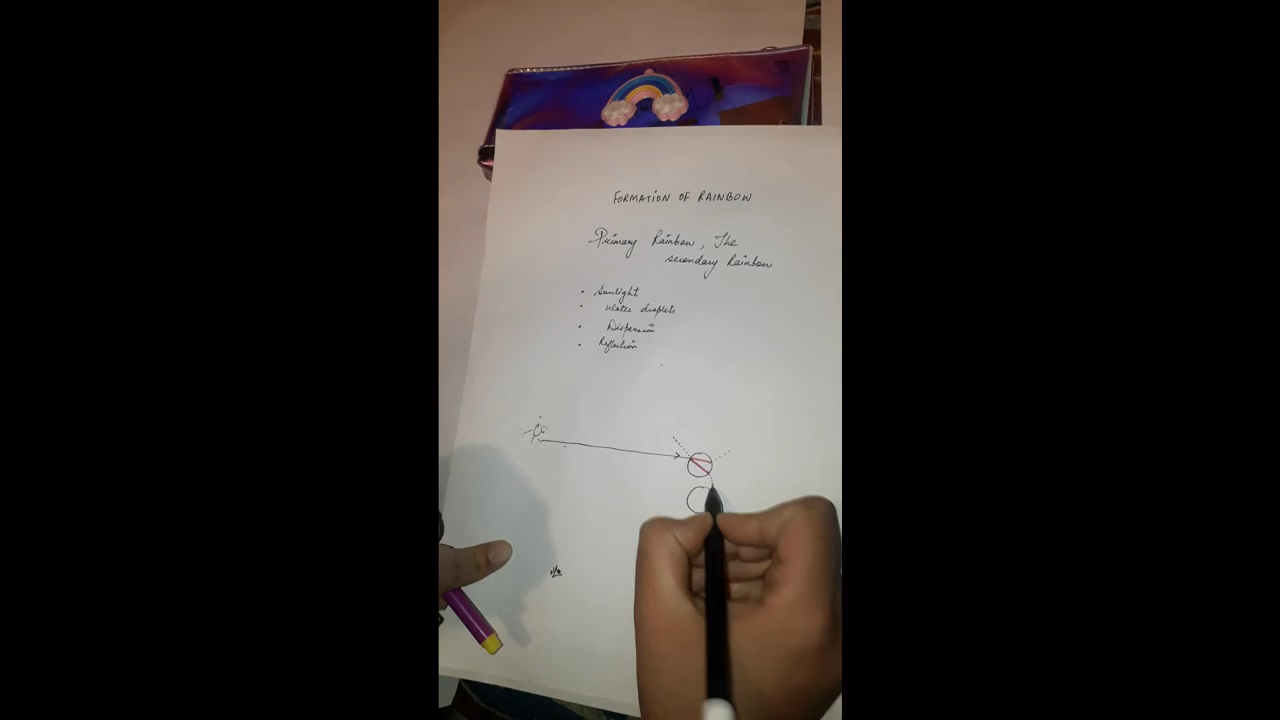 FORMATION OF RAINBOW
Primary Rainbow, The
secondary Rainbow
• Sunlight
• Water droplets
• Dispersion
• Reflection